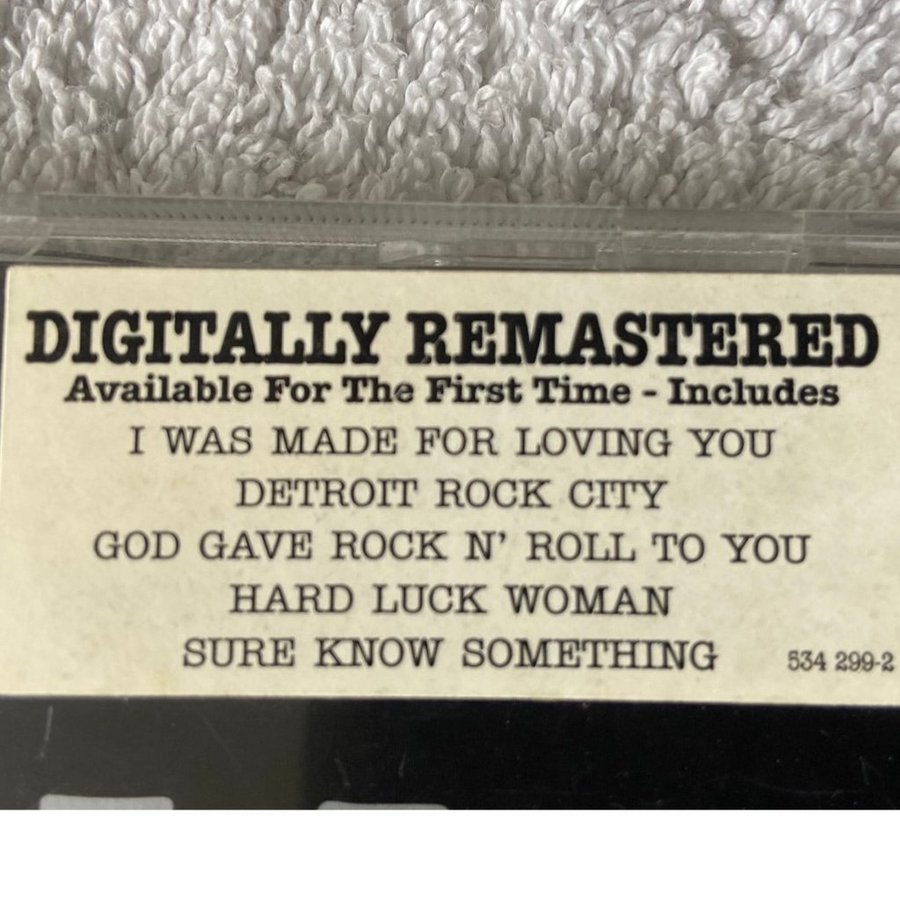 DIGITALLY REMASTERED
Available For The First Time - Includes
I WAS MADE FOR LOVING YOU
DETROIT ROCK CITY
GOD GAVE ROCK N' ROLL TO YOU
HARD LUCK WOMAN
SURE KNOW SOMETHING
534 299-2